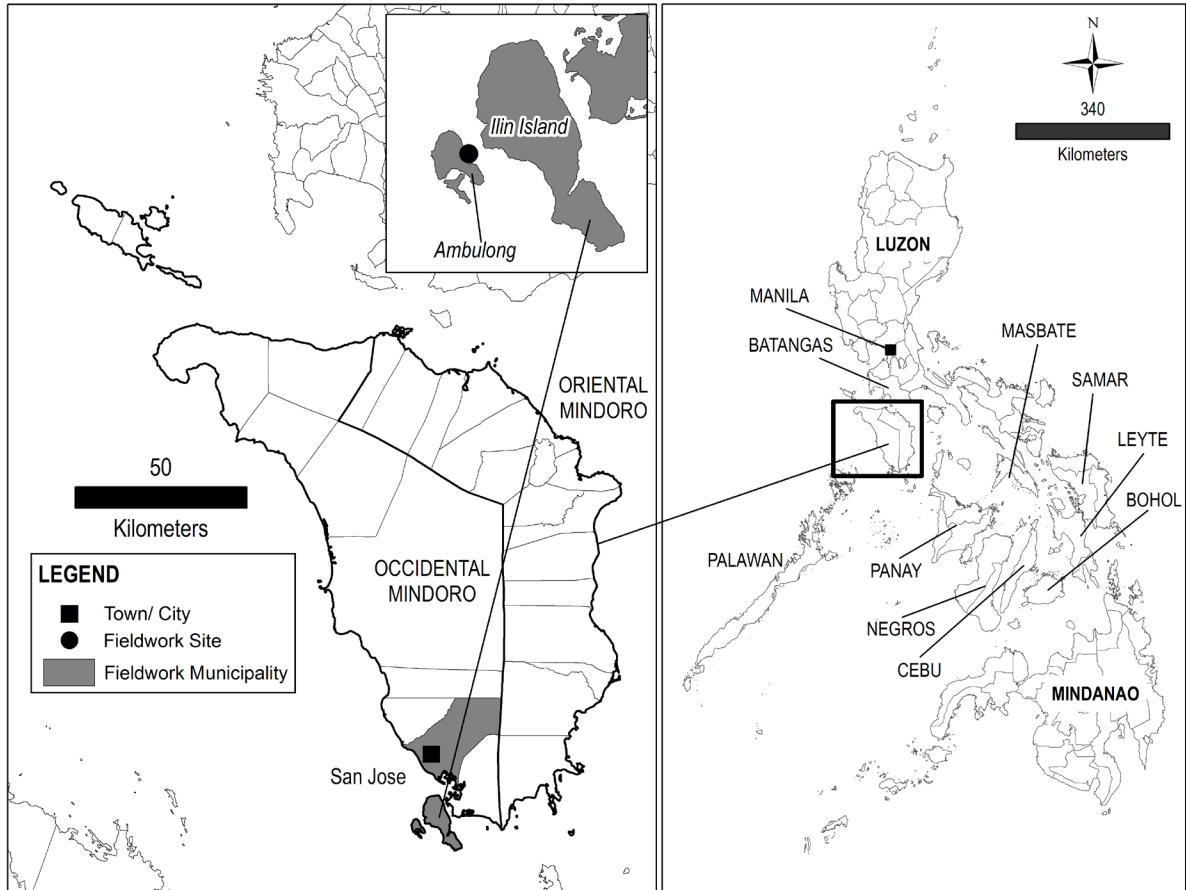 Ilin Island
Ambulong
ORIENTAL
MINDORO
50
Kilometers
OCCIDENTAL
MINDORO
LEGEND
Town/ City
Fieldwork Site
Fieldwork Municipality
San Jose
N
340
Kilometers
LUZON
MANILA
BATANGAS
MASBATE
SAMAR
LEYTE
BOHOL
PALAWAN
PANAY
NEGROS
CEBU
MINDANAO